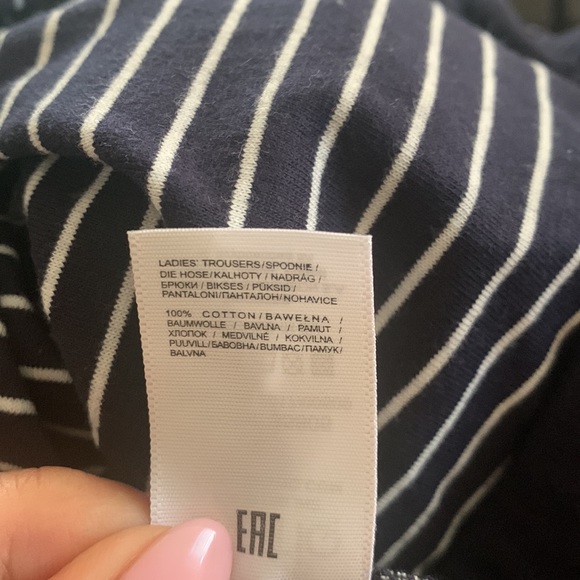 LADIES' TROUSERS/SPODNIE/
DIE HOSE/KALHOTY/NADRÁG/
БРЮКИ/BIKSES/PÜKSID/
PANTALONI/ПАНТАЛОН/NOHAVICE
100% COTTON/BAWEŁNA/
BAUMWOLLE / BAVLNA / PAMUT /
ХЛОПОК / MEDVILNĖ / KOKVILNA /
PUUVILL/БАВОВНА/BUMBAC/ПАМУК/
BALVNA
EAC